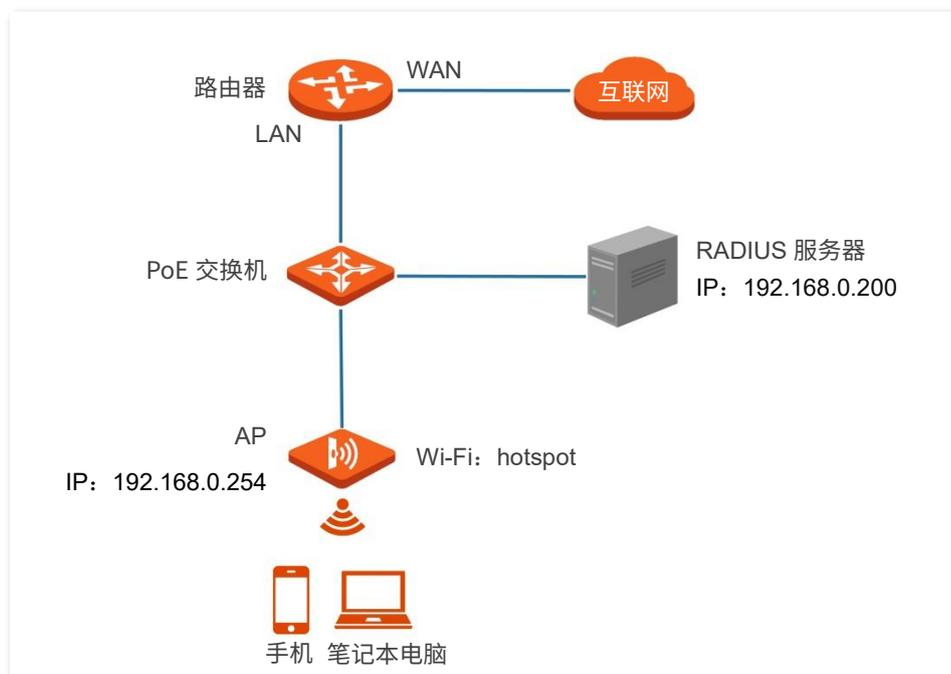 路由器
WAN
互联网
LAN
PoE 交换机
RADIUS 服务器
IP：192.168.0.200
AP
IP：192.168.0.254
Wi-Fi：hotspot
手机
笔记本电脑